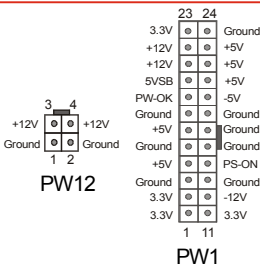 23 24
3.3V Ground
+12V +5V
+12V +5V
5VSB +5V
PW-OK -5V
Ground Ground
+5V Ground
Ground Ground
+5V PS-ON
Ground Ground
3.3V -12V
3.3V 3.3V
1 11
PW1
3 4
+12V +12V
Ground Ground
1 2
PW12